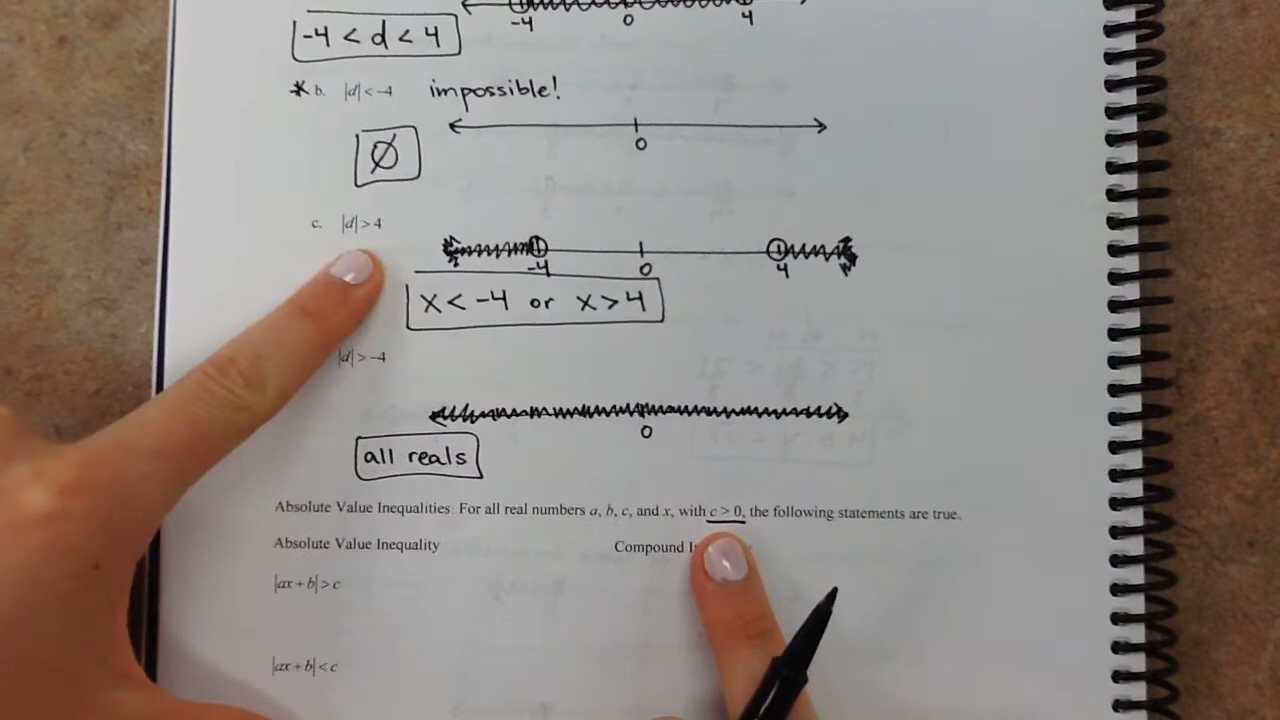 -4 0 4
-4 < d < 4
* b. |d| < -4 impossible!
0
∅
c. |d| > 4
-4 0 4
x < -4 or x > 4
|d| > -4
0
all reals
Absolute Value Inequalities: For all real numbers a, b, c, and x, with c > 0, the following statements are true.
Absolute Value Inequality Compound
|ax + b| > c
|ax + b| < c